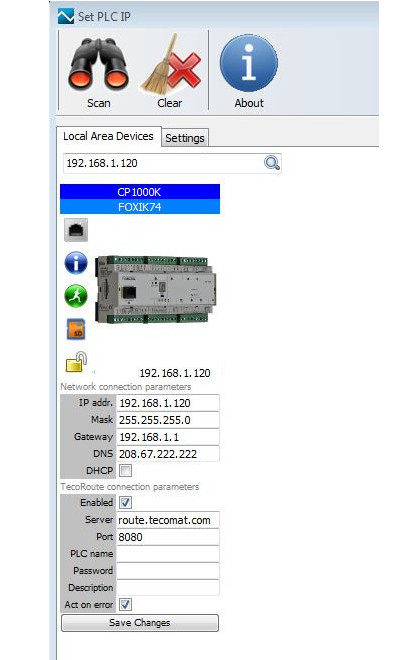 Set PLC IP
Scan Clear About
Local Area Devices Settings
192.168.1.120
CP1000K
FOXIK74
SD
192.168.1.120
Network connection parameters
IP addr. 192.168.1.120
Mask 255.255.255.0
Gateway 192.168.1.1
DNS 208.67.222.222
DHCP
TecoRoute connection parameters
Enabled
Server route.tecomat.com
Port 8080
PLC name
Password
Description
Act on error
Save Changes